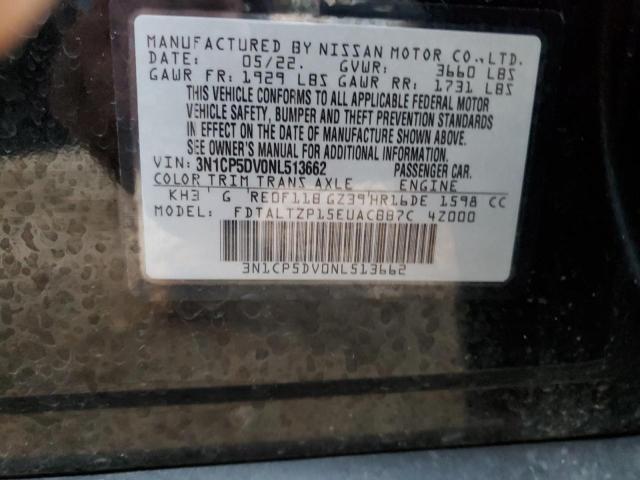 MANUFACTURED BY NISSAN MOTOR CO., LTD.
DATE: 05/22. GVWR: 3660 LBS
GAWR FR: 1929 LBS GAWR RR: 1731 LBS
THIS VEHICLE CONFORMS TO ALL APPLICABLE FEDERAL MOTOR
VEHICLE SAFETY, BUMPER AND THEFT PREVENTION STANDARDS
IN EFFECT ON THE DATE OF MANUFACTURE SHOWN ABOVE.
SEE OWNER'S MANUAL FOR ADDITIONAL INFORMATION.
VIN: 3N1CP5DV0NL513662 PASSENGER CAR.
COLOR TRIM TRANS AXLE ENGINE
KH3 G RE0F11B GZ39 HR16DE 1598 CC
MODEL: FDTALTZP15EUACBB7C 4Z000
3N1CP5DV0NL513662